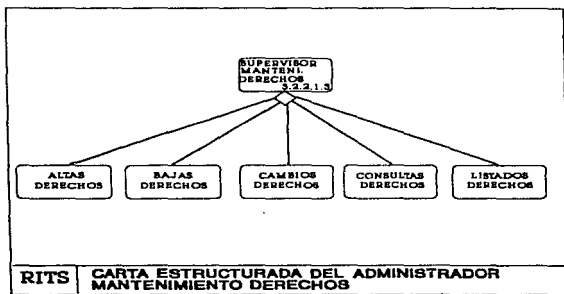 SUPERVISOR
MANTENI.
DERECHOS
3.2.2.1.3
ALTAS
DERECHOS
BAJAS
DERECHOS
CAMBIOS
DERECHOS
CONSULTAS
DERECHOS
LISTADOS
DERECHOS
RITS
CARTA ESTRUCTURADA DEL ADMINISTRADOR
MANTENIMIENTO DERECHOS